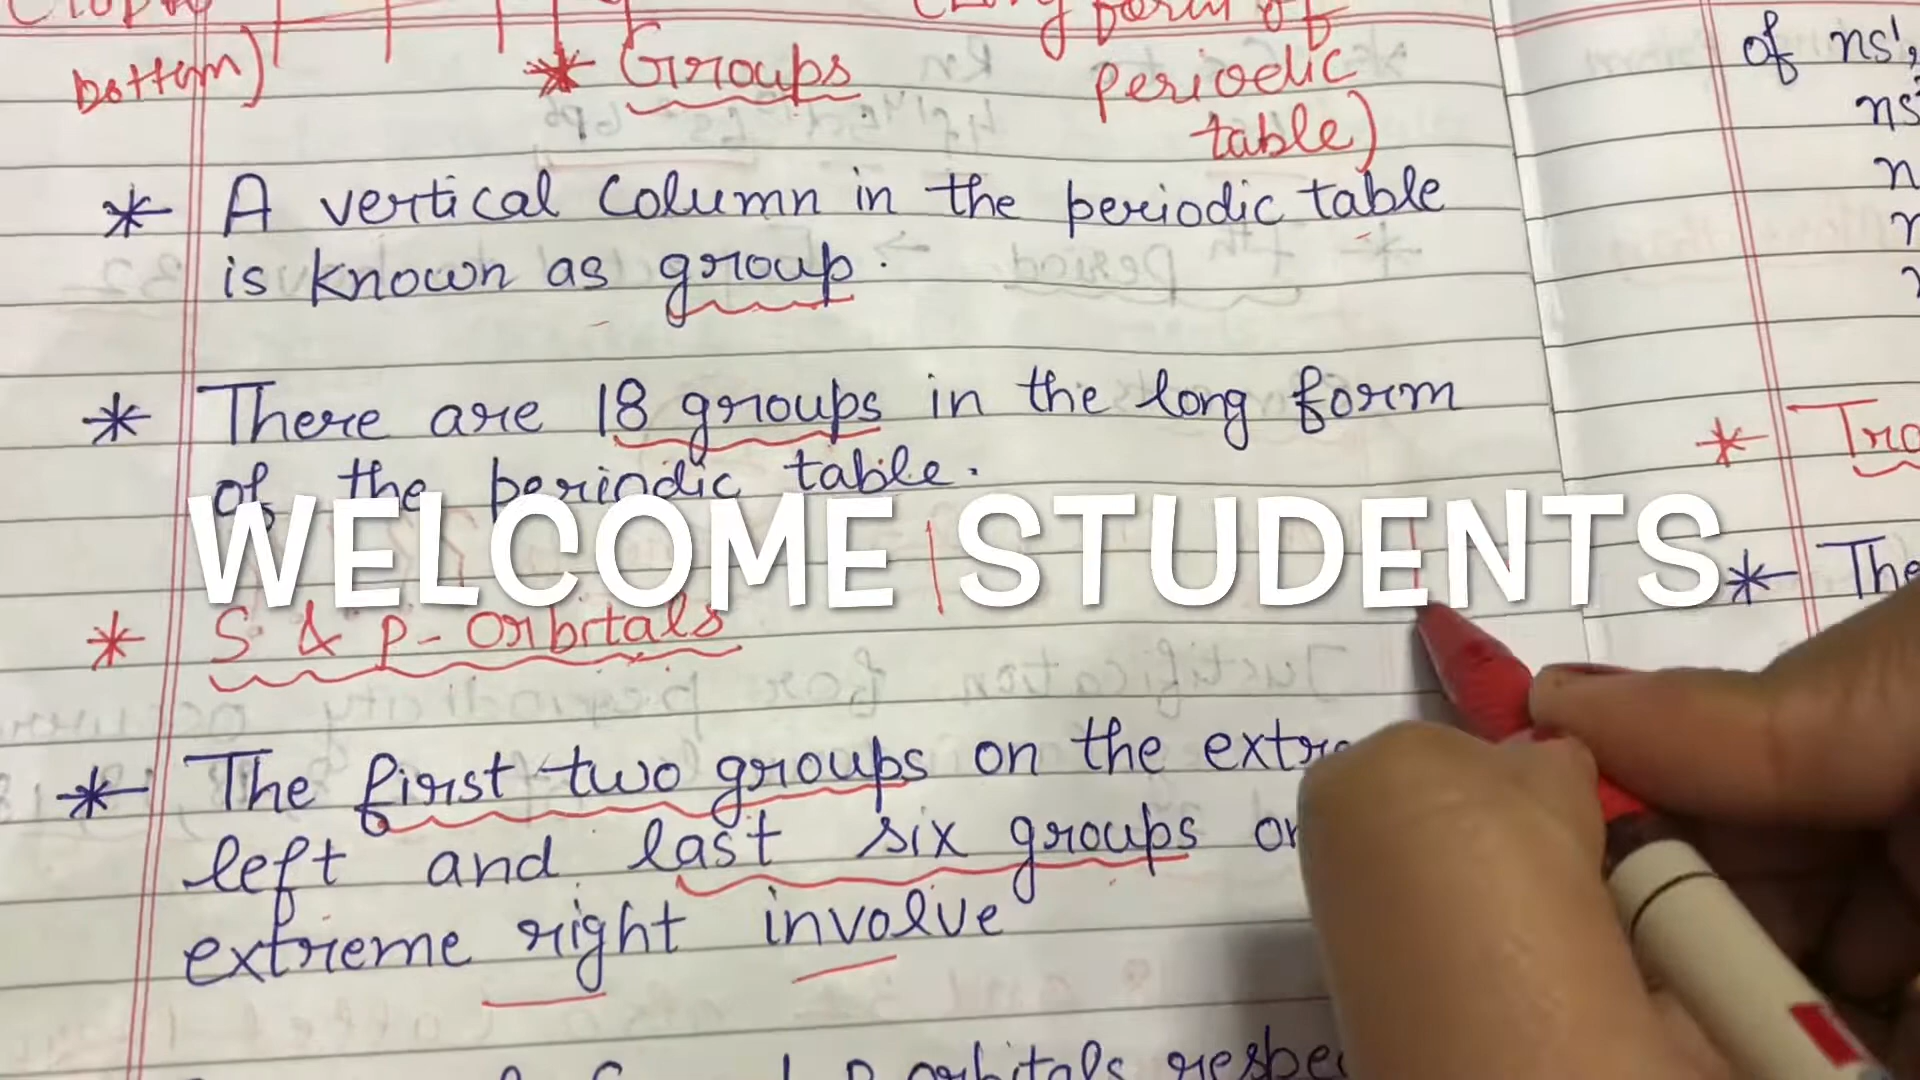 bottom)
* Groups
periodic
table)
* A vertical column in the periodic table
is known as group.
* There are 18 groups in the long form
of the periodic table.
WELCOME STUDENTS
* S & P-Orbitals
* The first two groups on the
left and last six groups
extreme right involve
orbitals
of ns¹,
* The